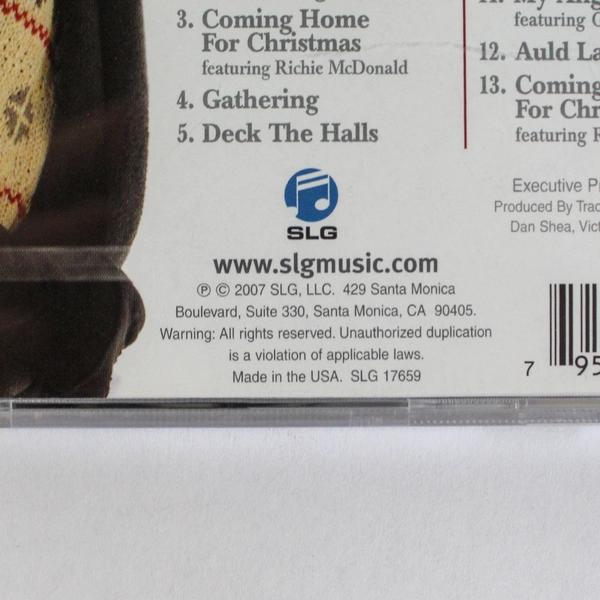 3. Coming Home
For Christmas
featuring Richie McDonald
4. Gathering
5. Deck The Halls
SLG
www.slgmusic.com
℗ © 2007 SLG, LLC. 429 Santa Monica
Boulevard, Suite 330, Santa Monica, CA 90405.
Warning: All rights reserved. Unauthorized duplication
is a violation of applicable laws.
Made in the USA. SLG 17659
featuring
12. Auld
13. Coming
For
featuring
Executive
Produced By
Dan Shea,
7 95